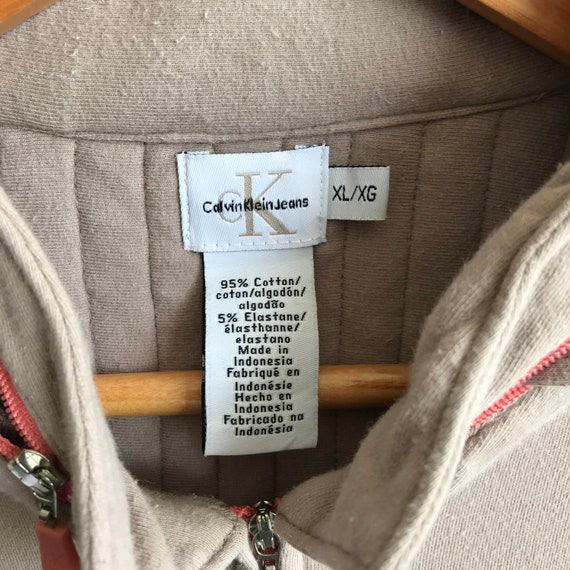 cK
CalvinKleinJeans
XL/XG
95% Cotton/
coton/algodón/
algodão
5% Elastane/
élasthanne/
elastano
Made in
Indonesia
Fabriqué en
Indonésie
Hecho en
Indonesia
Fabricado na
Indonésia